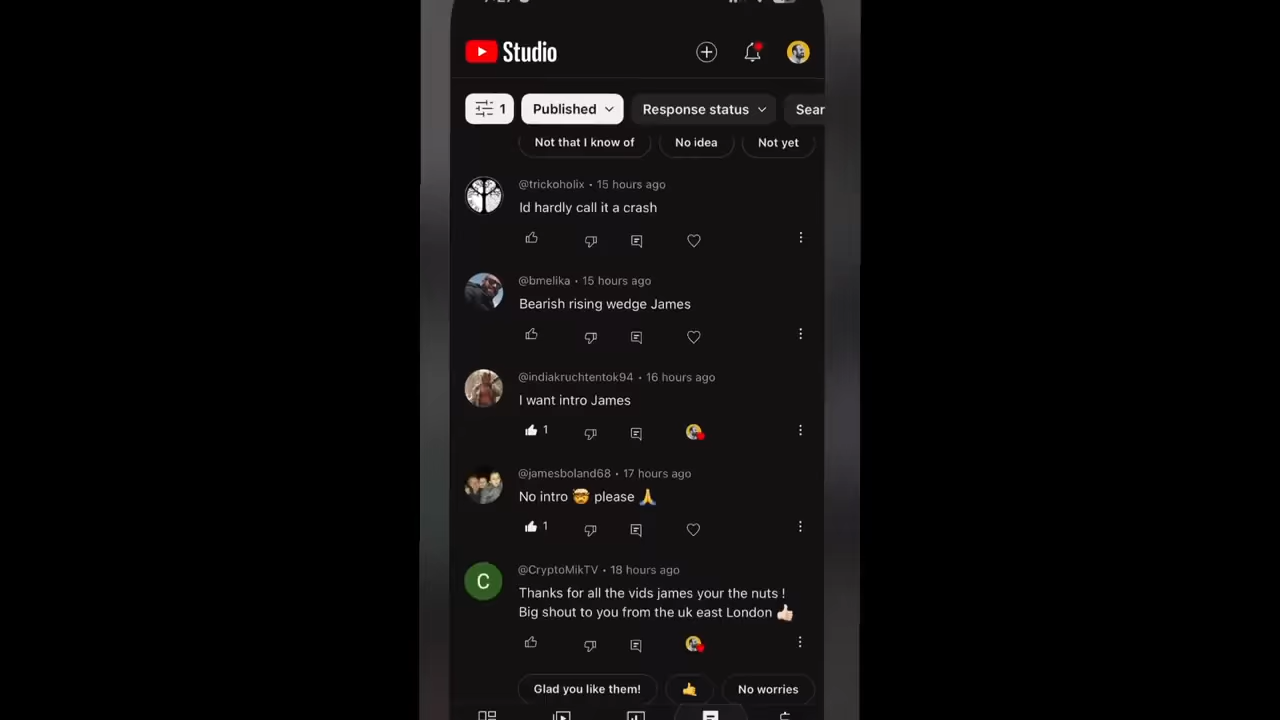 Studio
1 Published Response status Sear
Not that I know of No idea Not yet
@trickoholix • 15 hours ago
Id hardly call it a crash
@bmelika • 15 hours ago
Bearish rising wedge James
@indiakruchtentok94 • 16 hours ago
I want intro James
1
@jamesboland68 • 17 hours ago
No intro 🤯 please 🙏
1
C
@CryptoMikTV • 18 hours ago
Thanks for all the vids james your the nuts !
Big shout to you from the uk east London 👍🏻
Glad you like them! 🤙 No worries